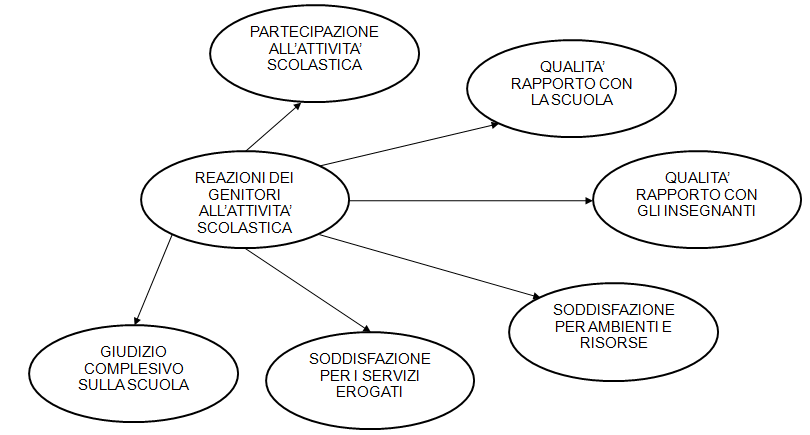 PARTECIPAZIONE
ALL'ATTIVITA'
SCOLASTICA
QUALITA'
RAPPORTO CON
LA SCUOLA
REAZIONI DEI
GENITORI
ALL'ATTIVITA'
SCOLASTICA
QUALITA'
RAPPORTO CON
GLI INSEGNANTI
SODDISFAZIONE
PER AMBIENTI E
RISORSE
GIUDIZIO
COMPLESIVO
SULLA SCUOLA
SODDISFAZIONE
PER I SERVIZI
EROGATI